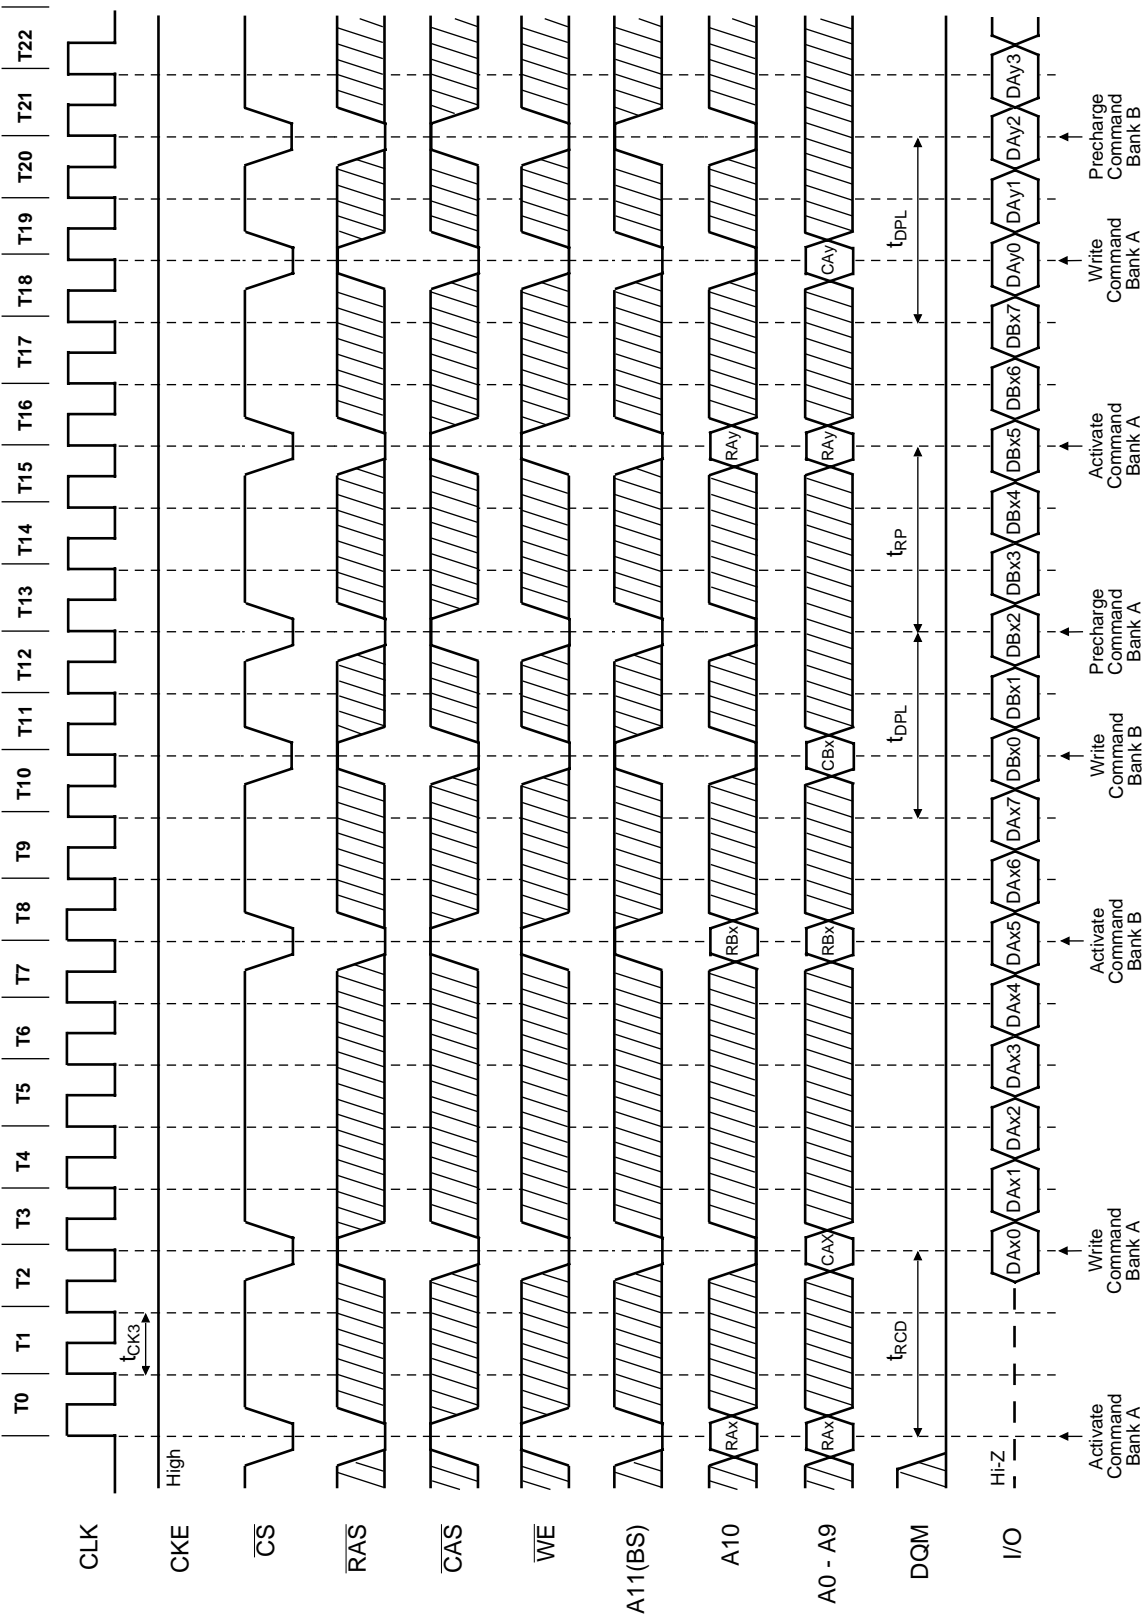 T0 T1 T2 T3 T4 T5 T6 T7 T8 T9 T10 T11 T12 T13 T14 T15 T16 T17 T18 T19 T20 T21 T22
CLK
tCK3
CKE
High
CS
RAS
CAS
WE
A11(BS)
A10
RAx RBx RAy
A0 - A9
RAx CAX RBx CBx RAy CAy
DQM
tRCD tDPL tRP tDPL
I/O
Hi-Z
DAx0 DAx1 DAx2 DAx3 DAx4 DAx5 DAx6 DAx7 DBx0 DBx1 DBx2 DBx3 DBx4 DBx5 DBx6 DBx7 DAy0 DAy1 DAy2 DAy3
Activate
Command
Bank A
Write
Command
Bank A
Activate
Command
Bank B
Write
Command
Bank B
Precharge
Command
Bank A
Activate
Command
Bank A
Write
Command
Bank A
Precharge
Command
Bank B